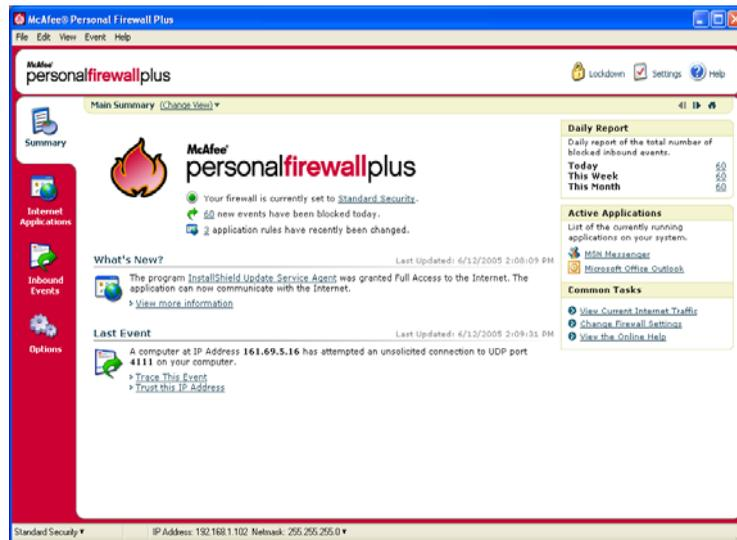 McAfee® Personal Firewall Plus
File Edit View Event Help
McAfee
personalfirewallplus
Lockdown Settings Help
Main Summary (Change View)
Summary
Internet
Applications
Inbound
Events
Options
McAfee
personalfirewallplus
Your firewall is currently set to Standard Security.
60 new events have been blocked today.
2 application rules have recently been changed.
What's New?
Last Updated: 6/12/2005 2:08:09 PM
The program InstallShield Update Service Agent was granted Full Access to the Internet. The
application can now communicate with the Internet.
View more information
Last Event
Last Updated: 6/12/2005 2:09:31 PM
A computer at IP Address 161.69.5.16 has attempted an unsolicited connection to UDP port
4111 on your computer.
Trace This Event
Trust this IP Address
Daily Report
Daily report of the total number of
blocked inbound events.
Today 60
This Week 60
This Month 60
Active Applications
List of the currently running
applications on your system.
MSN Messenger
Microsoft Office Outlook
Common Tasks
View Current Internet Traffic
Change Firewall Settings
View the Online Help
Standard Security
IP Address: 192.168.1.102 Netmask: 255.255.255.0